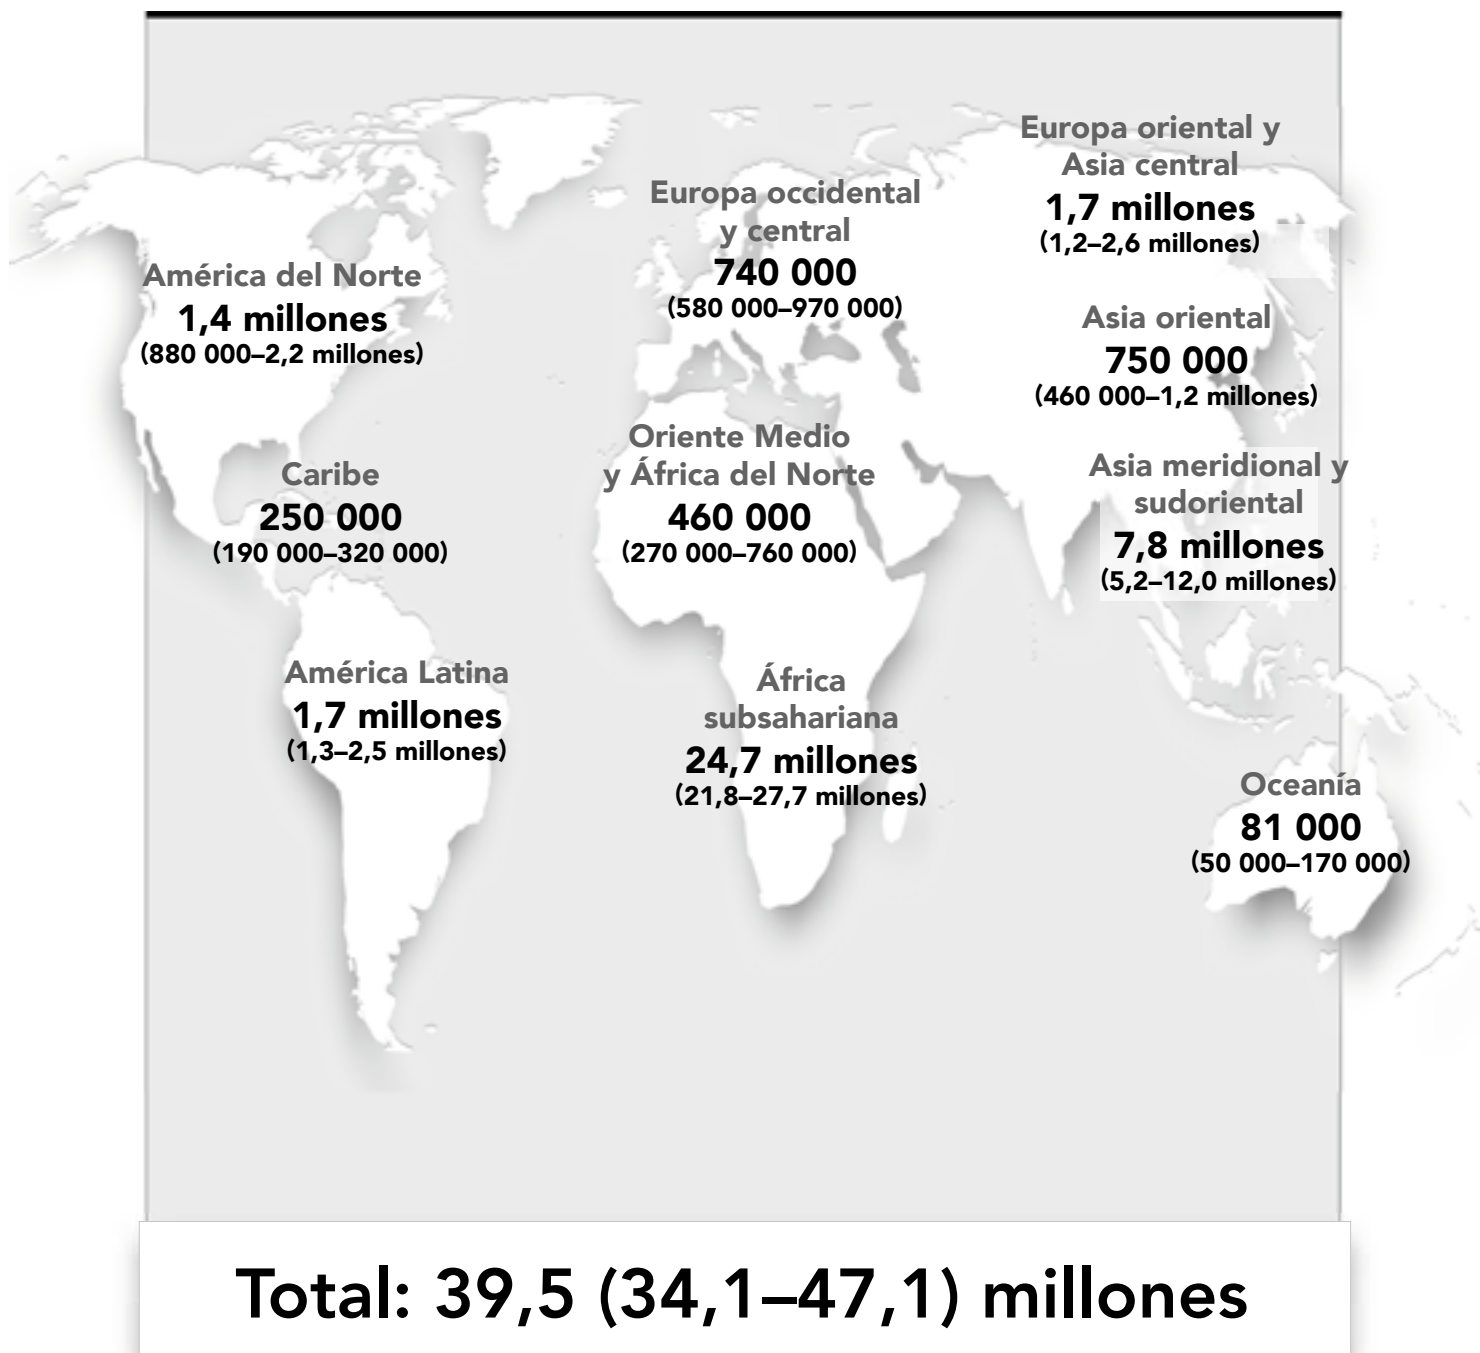 Europa oriental y
Asia central
1,7 millones
(1,2–2,6 millones)
Europa occidental
y central
740 000
(580 000–970 000)
América del Norte
1,4 millones
(880 000–2,2 millones)
Asia oriental
750 000
(460 000–1,2 millones)
Oriente Medio
y África del Norte
460 000
(270 000–760 000)
Caribe
250 000
(190 000–320 000)
Asia meridional y
sudoriental
7,8 millones
(5,2–12,0 millones)
América Latina
1,7 millones
(1,3–2,5 millones)
África
subsahariana
24,7 millones
(21,8–27,7 millones)
Oceanía
81 000
(50 000–170 000)
Total: 39,5 (34,1–47,1) millones